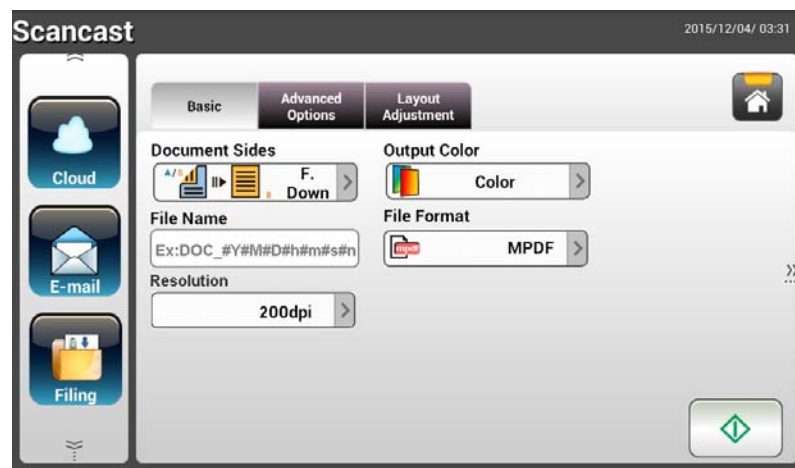 Scancast
2015/12/04/ 03:31
Cloud
E-mail
Filing
Basic
Advanced
Options
Layout
Adjustment
Document Sides
F.
Down
Output Color
Color
File Name
Ex:DOC_#Y#M#D#h#m#s#n
File Format
mpdf
MPDF
Resolution
200dpi